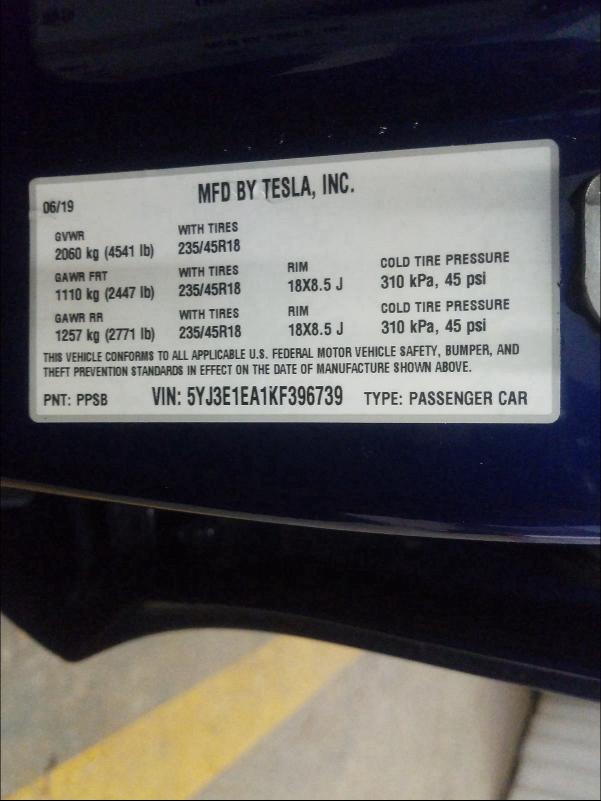 MFD BY TESLA, INC.
06/19
GVWR WITH TIRES
2060 kg (4541 lb) 235/45R18
GAWR FRT WITH TIRES RIM COLD TIRE PRESSURE
1110 kg (2447 lb) 235/45R18 18X8.5 J 310 kPa, 45 psi
GAWR RR WITH TIRES RIM COLD TIRE PRESSURE
1257 kg (2771 lb) 235/45R18 18X8.5 J 310 kPa, 45 psi
THIS VEHICLE CONFORMS TO ALL APPLICABLE U.S. FEDERAL MOTOR VEHICLE SAFETY, BUMPER, AND
THEFT PREVENTION STANDARDS IN EFFECT ON THE DATE OF MANUFACTURE SHOWN ABOVE.
PNT: PPSB VIN: 5YJ3E1EA1KF396739 TYPE: PASSENGER CAR